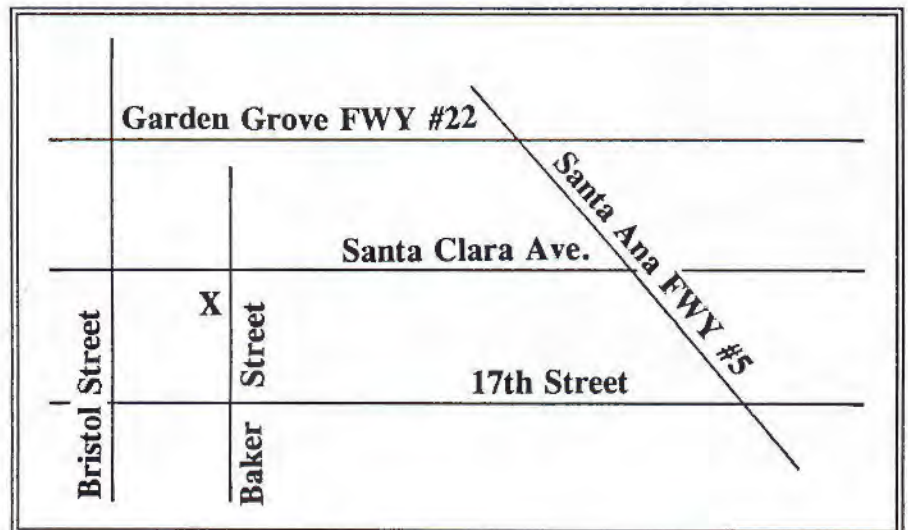 Garden Grove FWY #22
Santa Ana FWY #5
Santa Clara Ave.
X
Bristol Street
Baker Street
17th Street